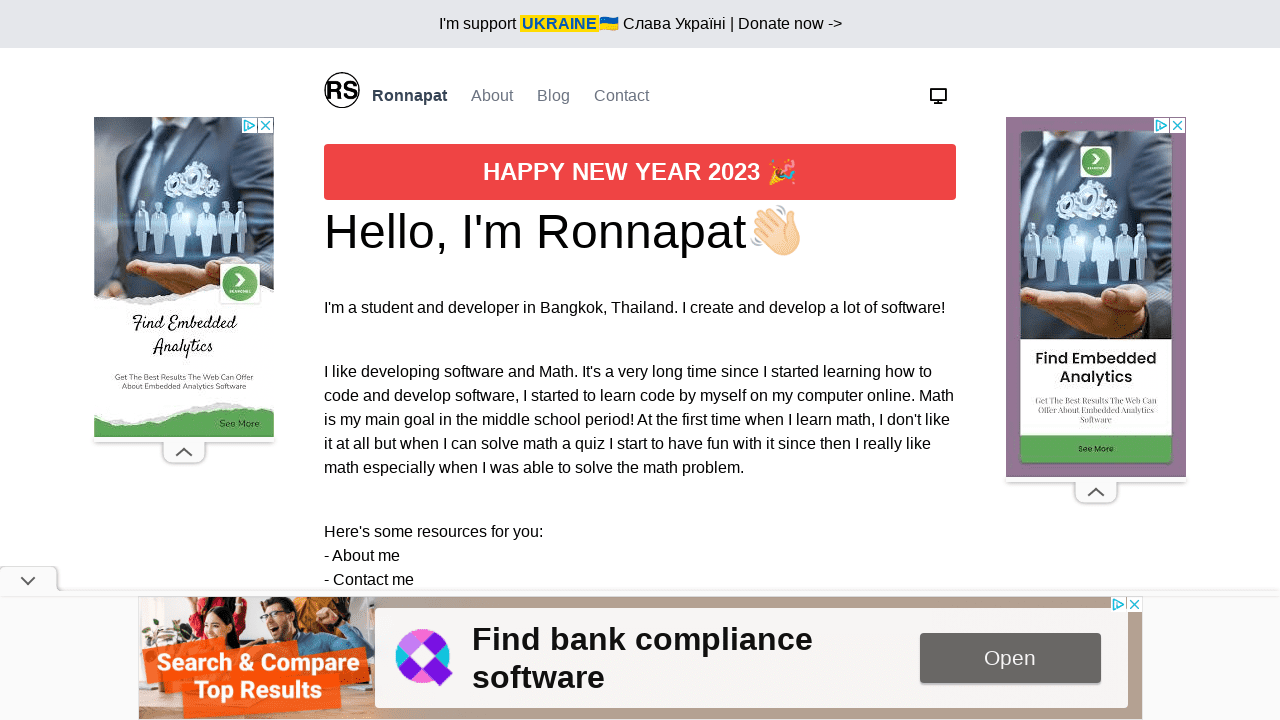 I'm support UKRAINE🇺🇦 Слава Україні | Donate now ->
RS Ronnapat About Blog Contact
HAPPY NEW YEAR 2023 🎉
Hello, I'm Ronnapat👋🏻
I'm a student and developer in Bangkok, Thailand. I create and develop a lot of software!
I like developing software and Math. It's a very long time since I started learning how to
code and develop software, I started to learn code by myself on my computer online. Math
is my main goal in the middle school period! At the first time when I learn math, I don't like
it at all but when I can solve math a quiz I start to have fun with it since then I really like
math especially when I was able to solve the math problem.
Here's some resources for you:
- About me
- Contact me
Find Embedded
Analytics
Get The Best Results The Web Can Offer
About Embedded Analytics Software
See More
Find Embedded
Analytics
Get The Best Results The Web Can
Offer About Embedded Analytics
Software
See More
Search & Compare
Top Results
Find bank compliance
software
Open